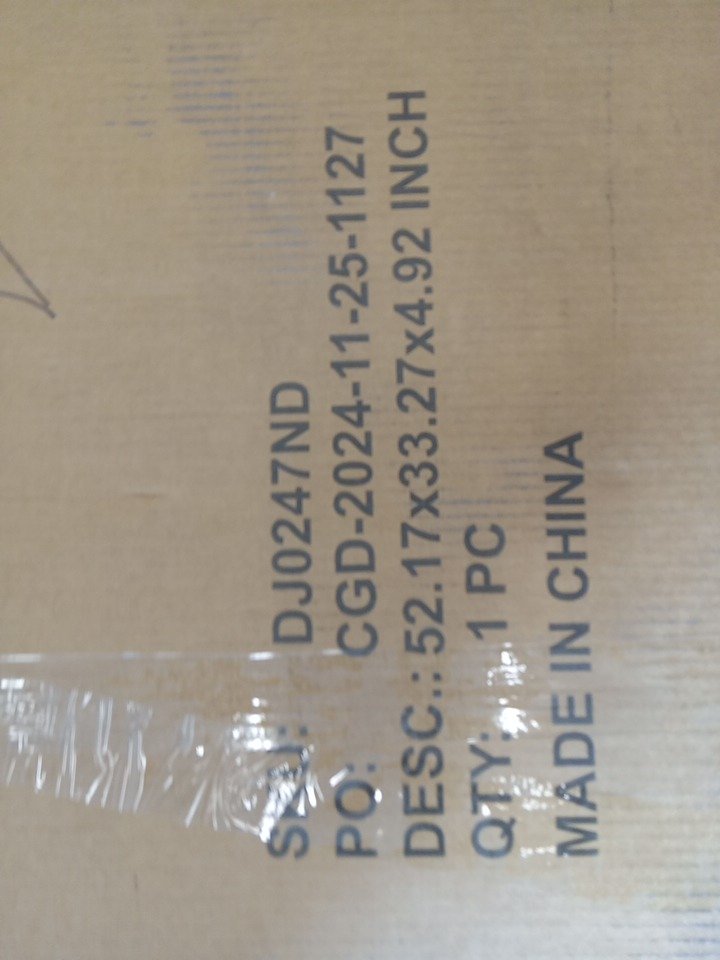 SKU: DJ0247ND
PO: CGD-2024-11-25-1127
DESC.: 52.17x33.27x4.92 INCH
QTY: 1 PC
MADE IN CHINA